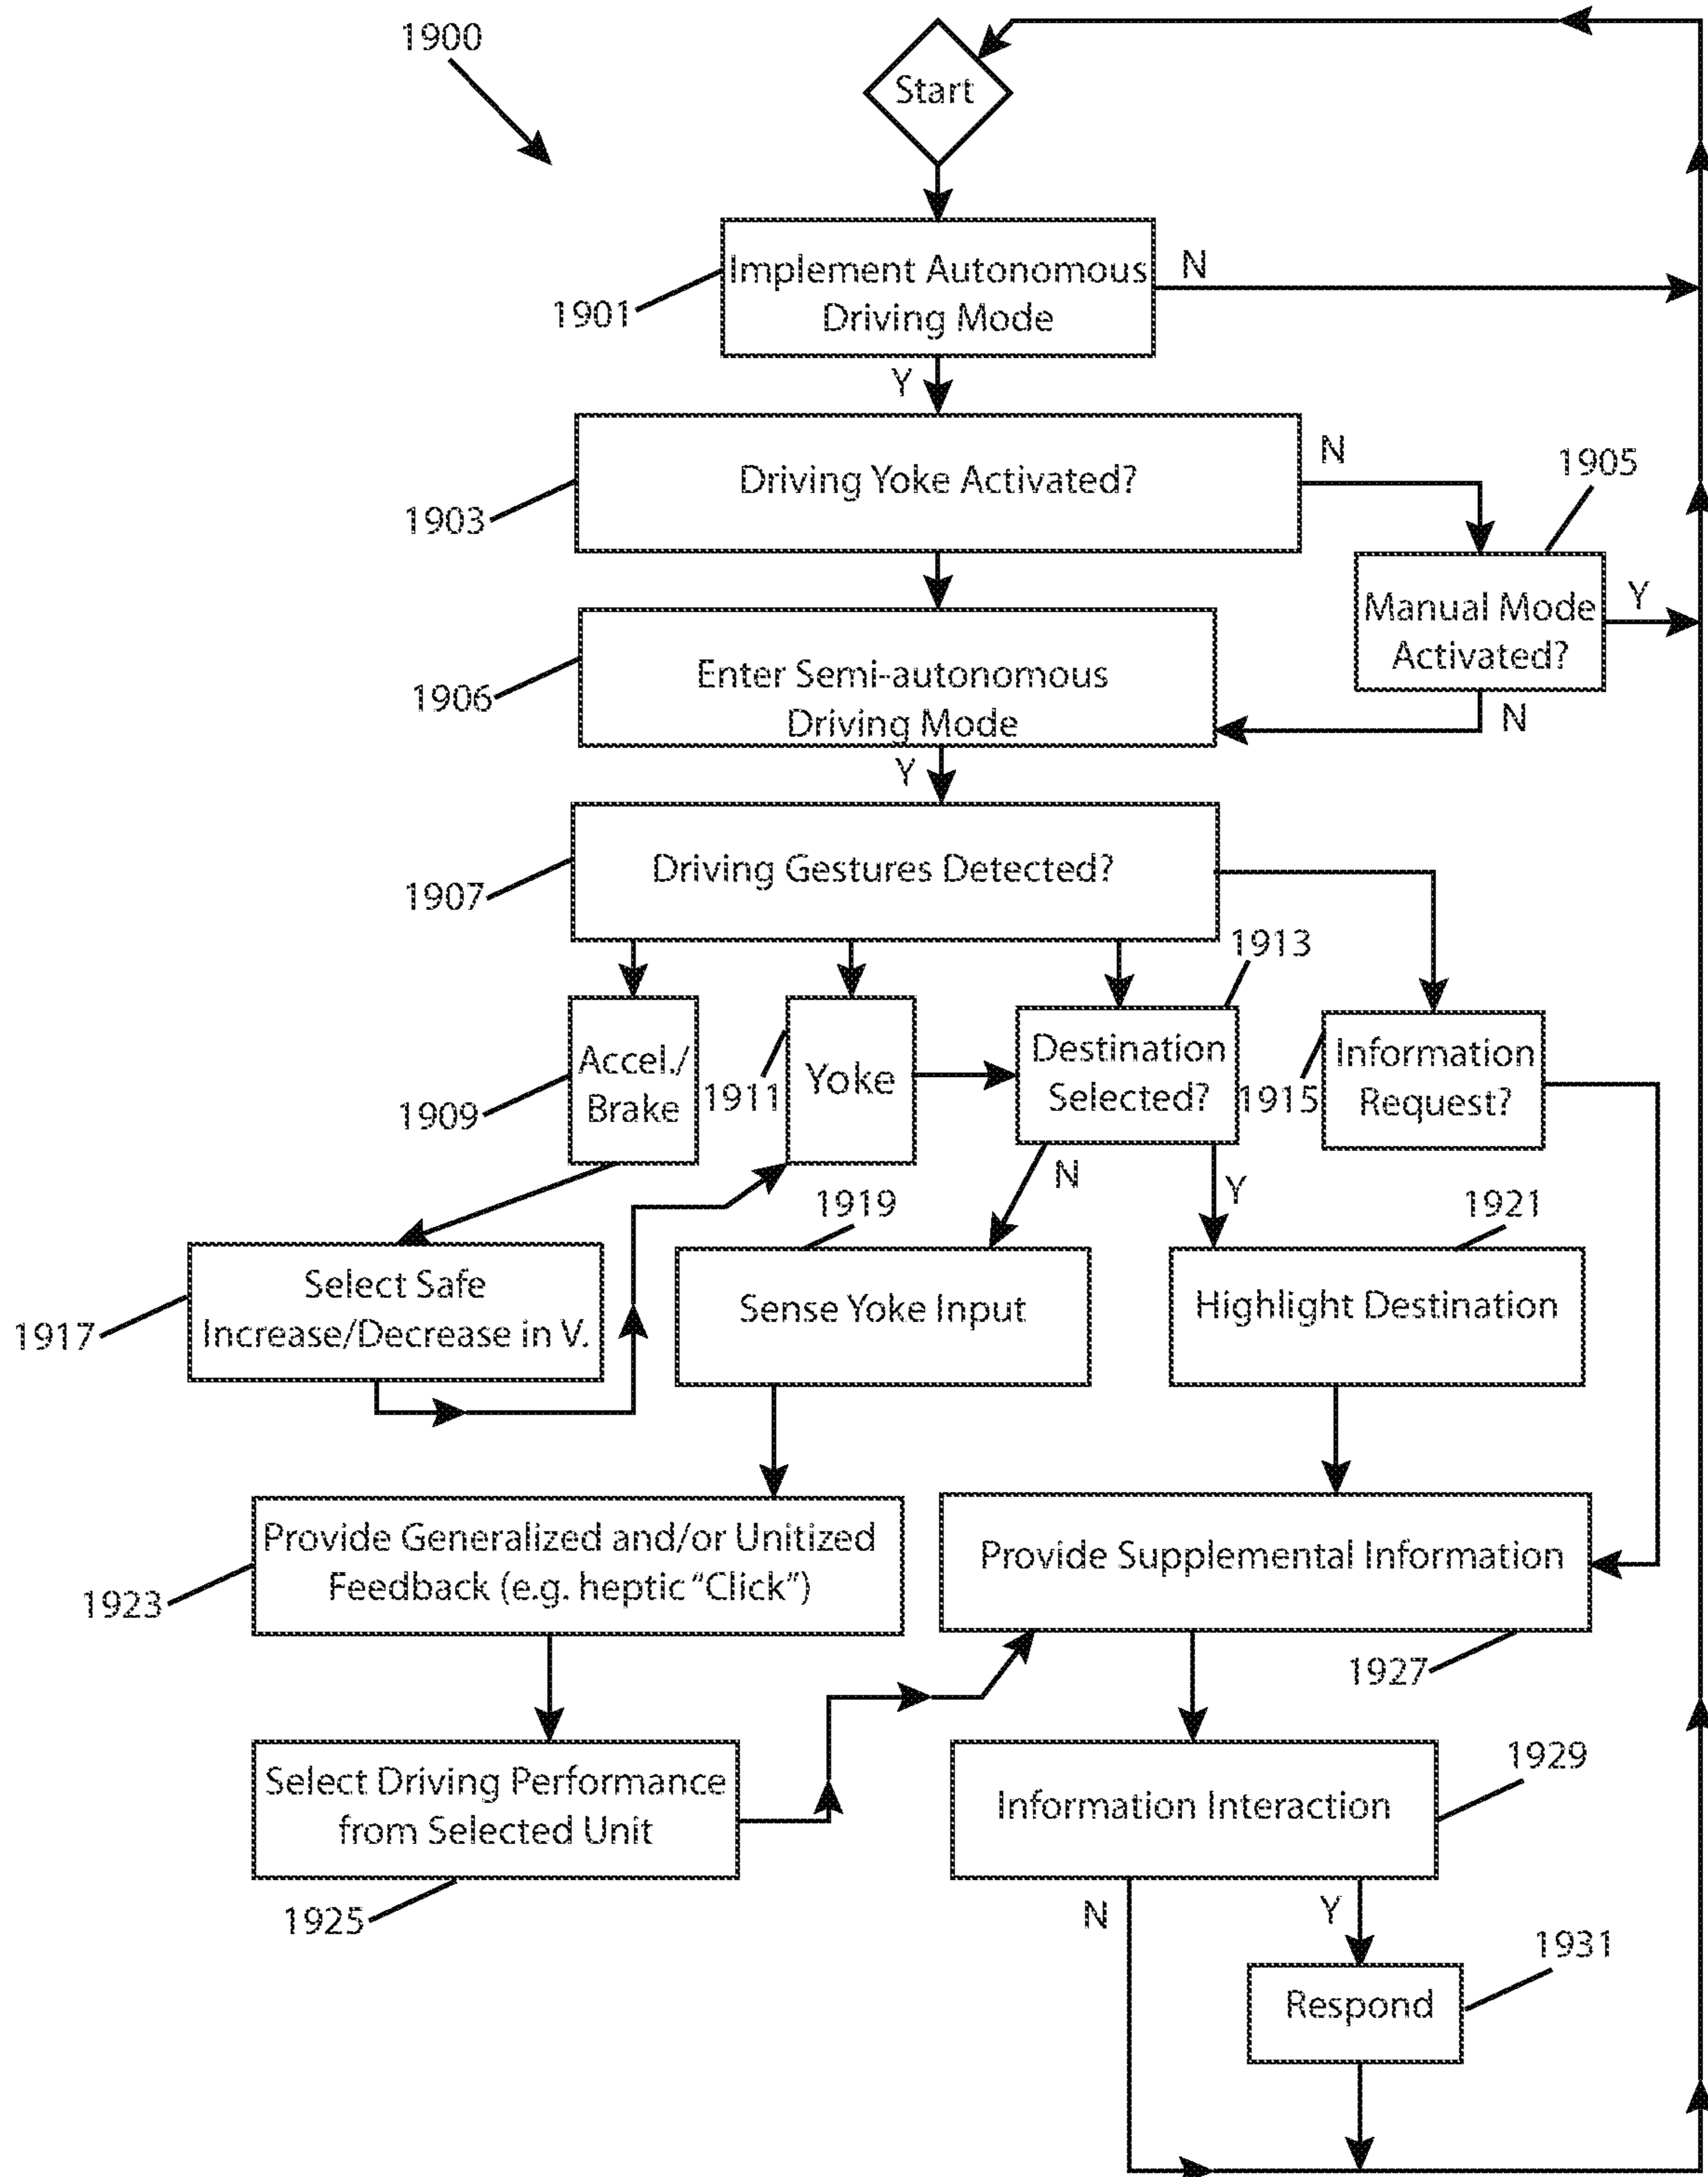 1900
Start
Implement Autonomous
Driving Mode
N
1901
Y
Driving Yoke Activated?
N
1903
1905
Manual Mode
Activated?
Y
Enter Semi-autonomous
Driving Mode
1906
N
Y
Driving Gestures Detected?
1907
1913
Accel./
Brake
1909
1911
Yoke
Destination
Selected?
1915
Information
Request?
N
Y
1919
1921
Select Safe
Increase/Decrease in V.
1917
Sense Yoke Input
Highlight Destination
Provide Generalized and/or Unitized
Feedback (e.g. heptic “Click”)
1923
Provide Supplemental Information
1927
Select Driving Performance
from Selected Unit
1925
Information Interaction
1929
N
Y
1931
Respond